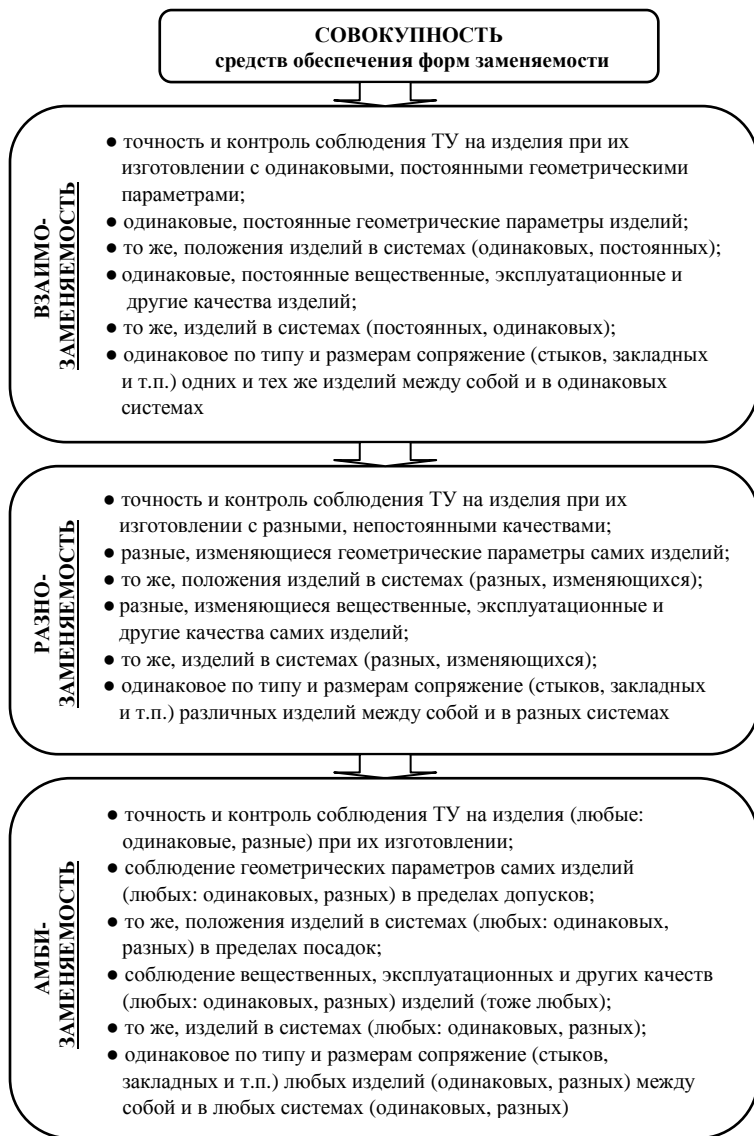 СОВОКУПНОСТЬ
средств обеспечения форм заменяемости
ВЗАИМО-
ЗАМЕНЯЕМОСТЬ
● точность и контроль соблюдения ТУ на изделия при их
изготовлении с одинаковыми, постоянными геометрическими
параметрами;
● одинаковые, постоянные геометрические параметры изделий;
● то же, положения изделий в системах (одинаковых, постоянных);
● одинаковые, постоянные вещественные, эксплуатационные и
другие качества изделий;
● то же, изделий в системах (постоянных, одинаковых);
● одинаковое по типу и размерам сопряжение (стыков, закладных
и т.п.) одних и тех же изделий между собой и в одинаковых
системах
РАЗНО-
ЗАМЕНЯЕМОСТЬ
● точность и контроль соблюдения ТУ на изделия при их
изготовлении с разными, непостоянными качествами;
● разные, изменяющиеся геометрические параметры самих изделий;
● то же, положения изделий в системах (разных, изменяющихся);
● разные, изменяющиеся вещественные, эксплуатационные и
другие качества самих изделий;
● то же, изделий в системах (разных, изменяющихся);
● одинаковое по типу и размерам сопряжение (стыков, закладных
и т.п.) различных изделий между собой и в разных системах
АМБИ-
ЗАМЕНЯЕМОСТЬ
● точность и контроль соблюдения ТУ на изделия (любые:
одинаковые, разные) при их изготовлении;
● соблюдение геометрических параметров самих изделий
(любых: одинаковых, разных) в пределах допусков;
● то же, положения изделий в системах (любых: одинаковых,
разных) в пределах посадок;
● соблюдение вещественных, эксплуатационных и других качеств
(любых: одинаковых, разных) изделий (тоже любых);
● то же, изделий в системах (любых: одинаковых, разных);
● одинаковое по типу и размерам сопряжение (стыков,
закладных и т.п.) любых изделий (одинаковых, разных) между
собой и в любых системах (одинаковых, разных)